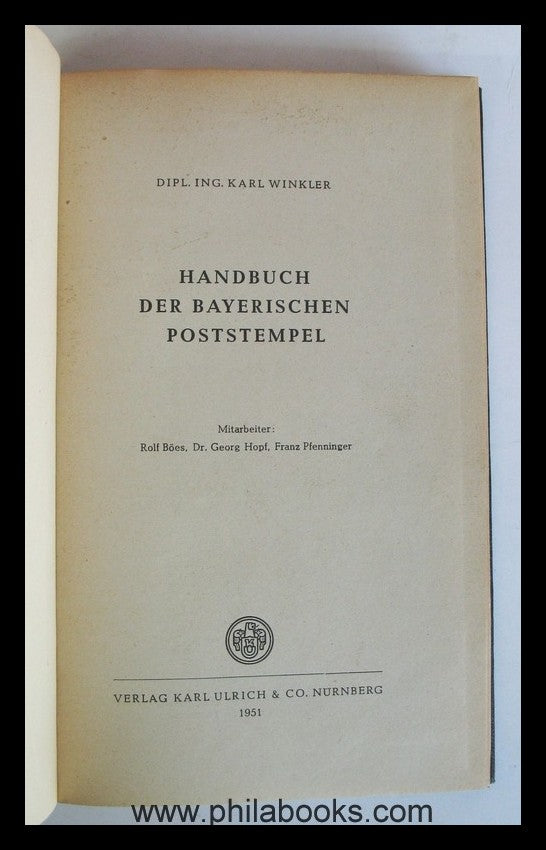 DIPL. ING. KARL WINKLER
HANDBUCH
DER BAYERISCHEN
POSTSTEMPEL
Mitarbeiter:
Rolf Böes, Dr. Georg Hopf, Franz Pfenninger
VERLAG KARL ULRICH & CO. NÜRNBERG
1951
www.philabooks.com